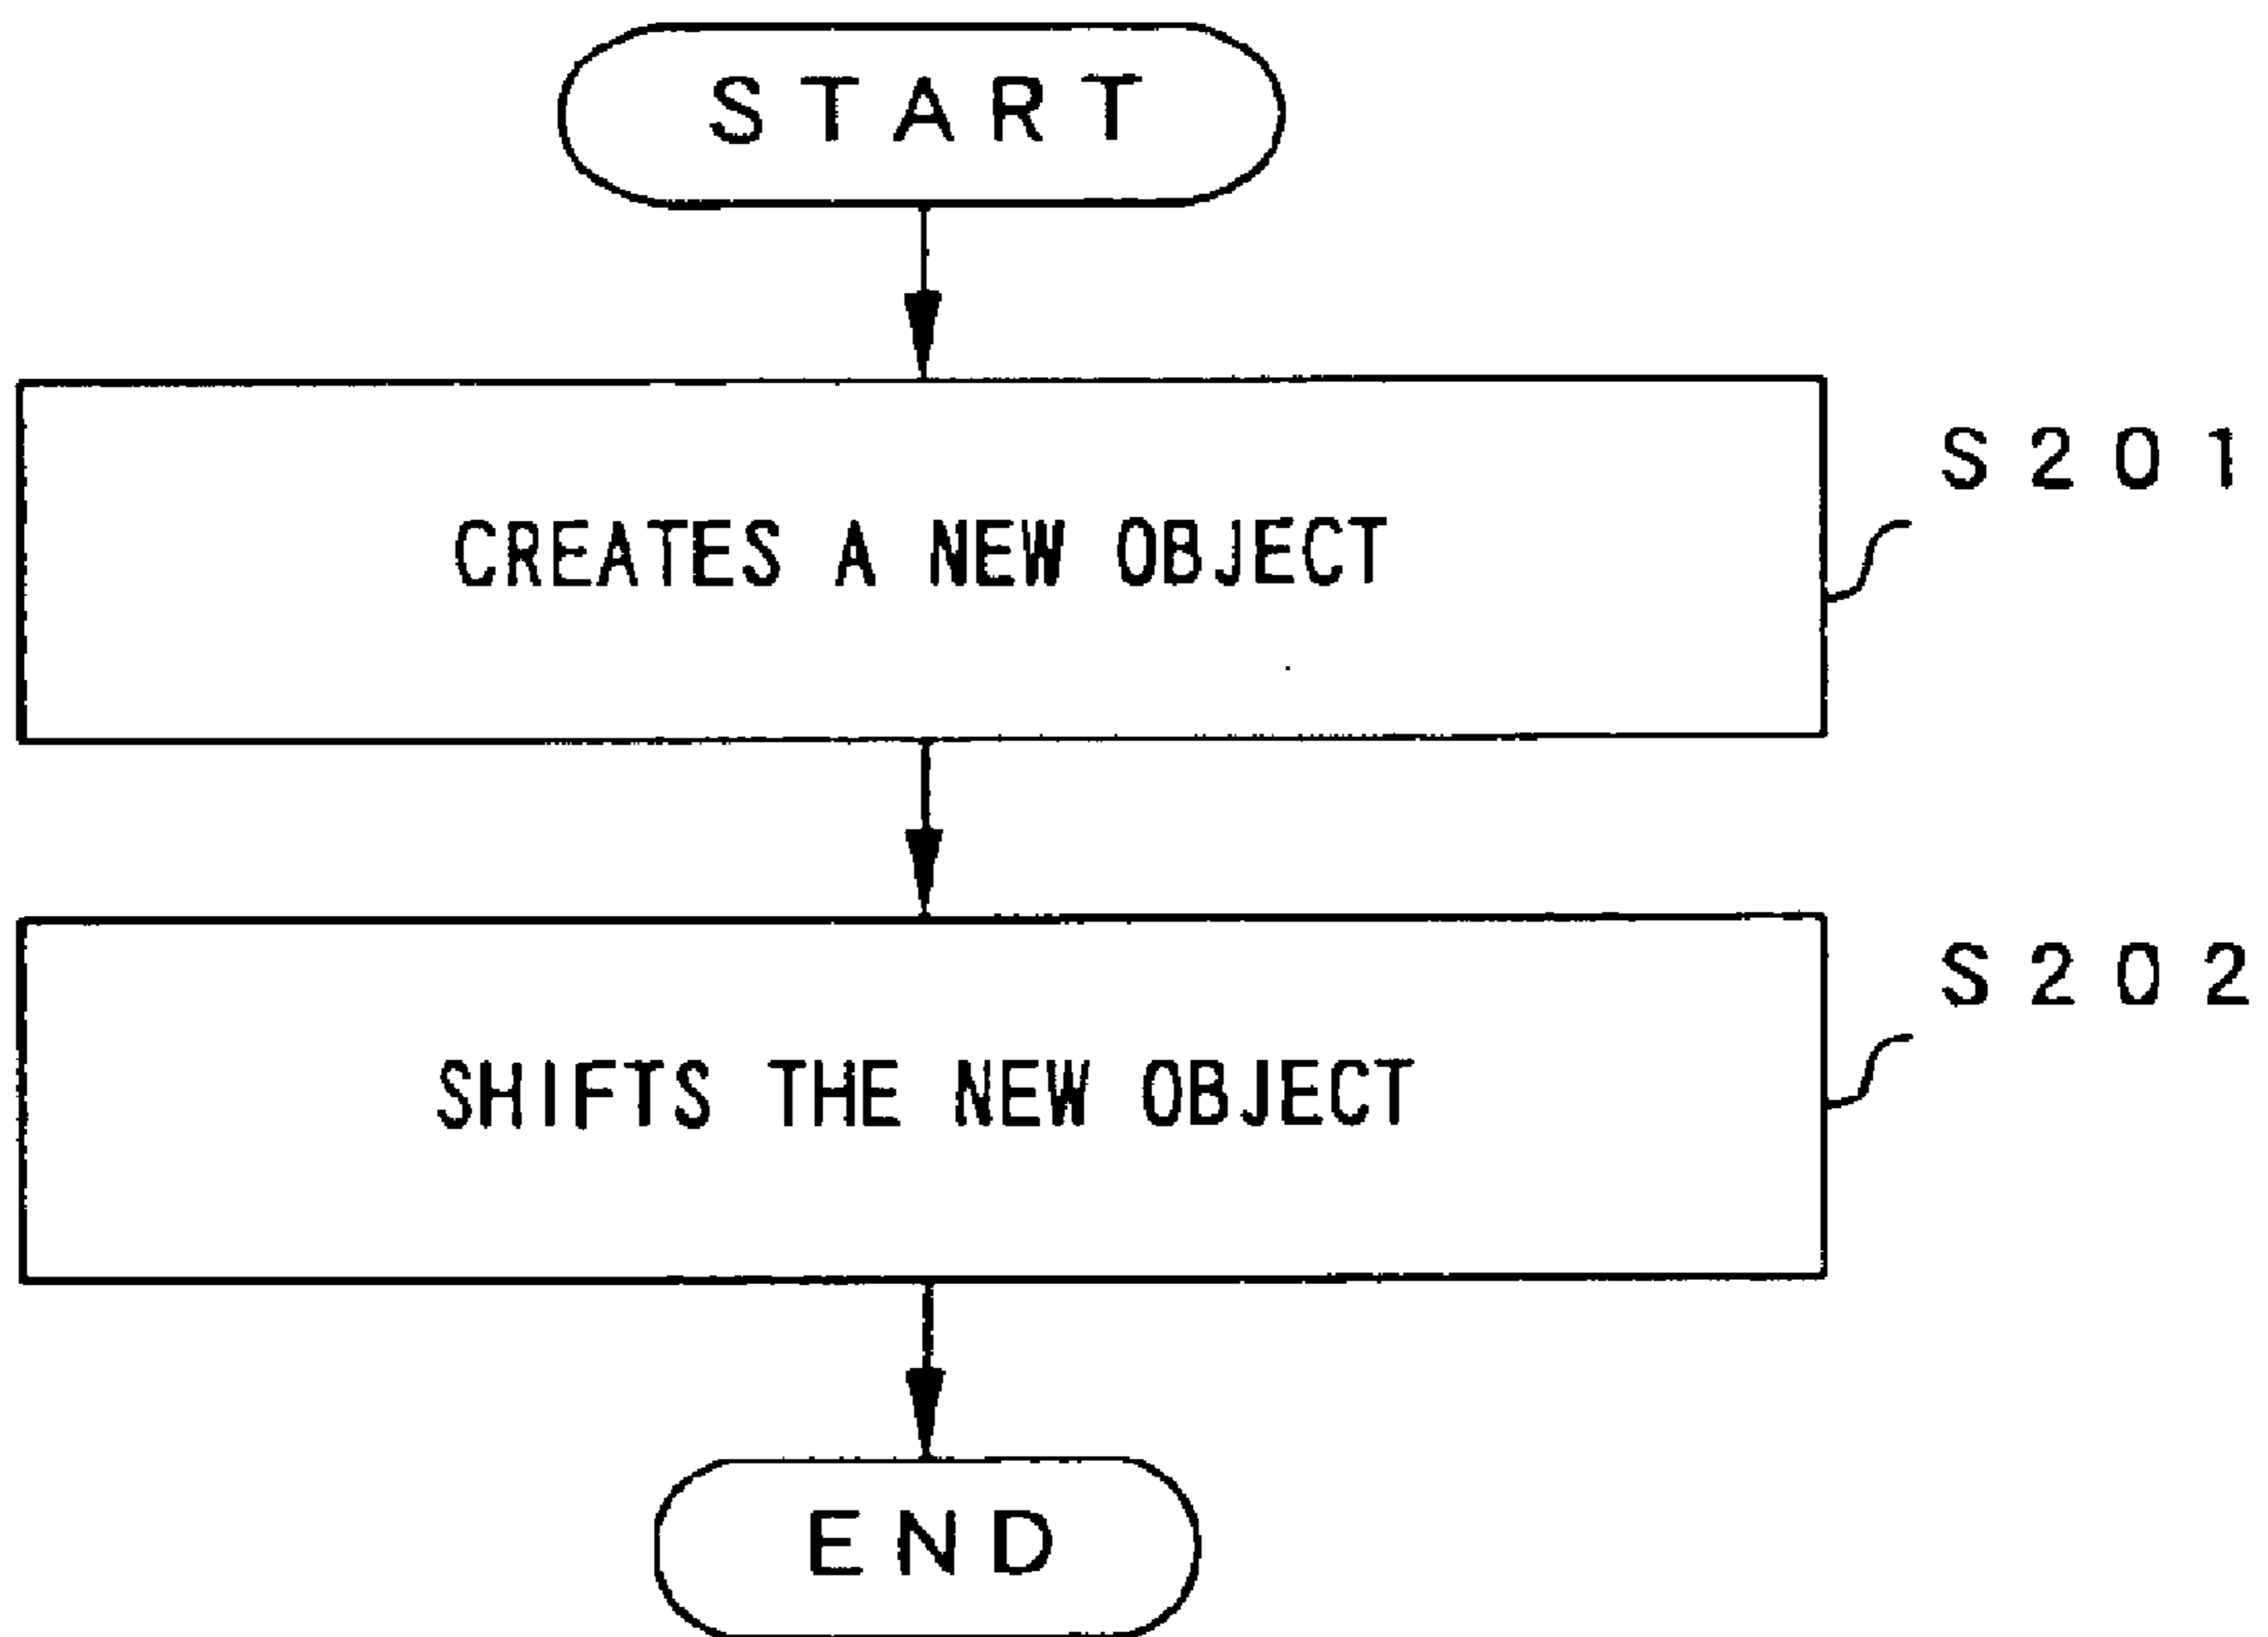 START
S201
CREATES A NEW OBJECT
S202
SHIFTS THE NEW OBJECT
END